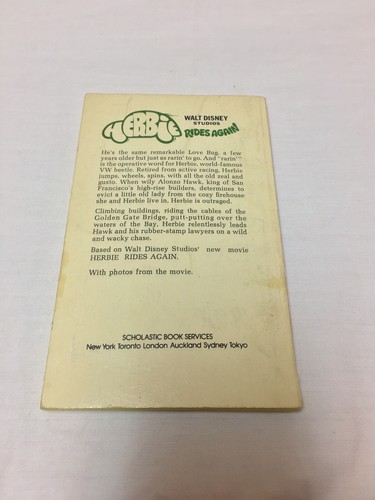 HERBIE WALT DISNEY
STUDIOS
RIDES AGAIN
He's the same remarkable Love Bug, a few
years older but just as rarin' to go. And "rarin'"
is the operative word for Herbie, world-famous
VW beetle. Retired from active racing, Herbie
jumps, wheels, spins, with all the old zeal and
gusto. When wily Alonzo Hawk, king of San
Francisco's high-rise builders, determines to
evict a little old lady from the cozy firehouse
she and Herbie live in, Herbie is outraged.
Climbing buildings, riding the cables of the
Golden Gate Bridge, putt-putting over the
waters of the Bay, Herbie relentlessly leads
Hawk and his rubber-stamp lawyers on a wild
and wacky chase.
Based on Walt Disney Studios' new movie
HERBIE RIDES AGAIN.
With photos from the movie.
SCHOLASTIC BOOK SERVICES
New York Toronto London Auckland Sydney Tokyo